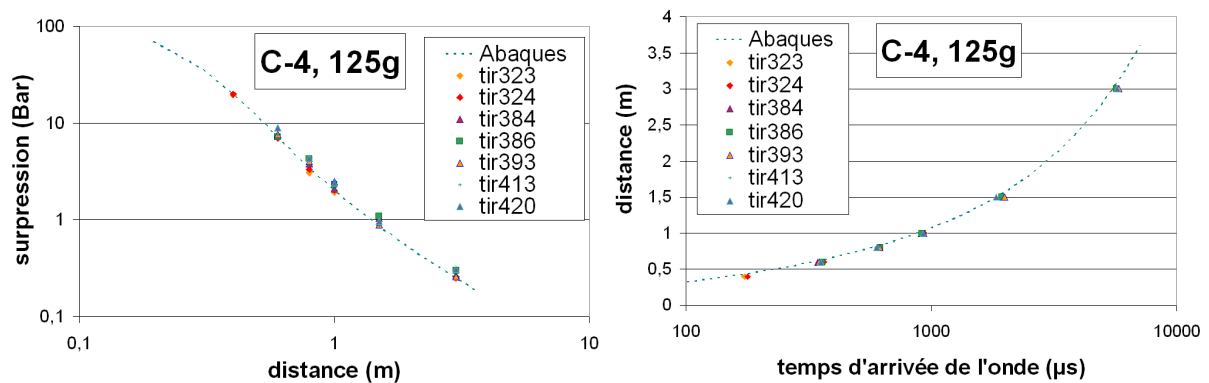 C-4, 125g
surpression (Bar)
100
10
1
0,1
0,1
1
10
distance (m)
Abaques
tir323
tir324
tir384
tir386
tir393
tir413
tir420
C-4, 125g
distance (m)
4
3,5
3
2,5
2
1,5
1
0,5
0
100
1000
10000
temps d'arrivée de l'onde (µs)
Abaques
tir323
tir324
tir384
tir386
tir393
tir413
tir420